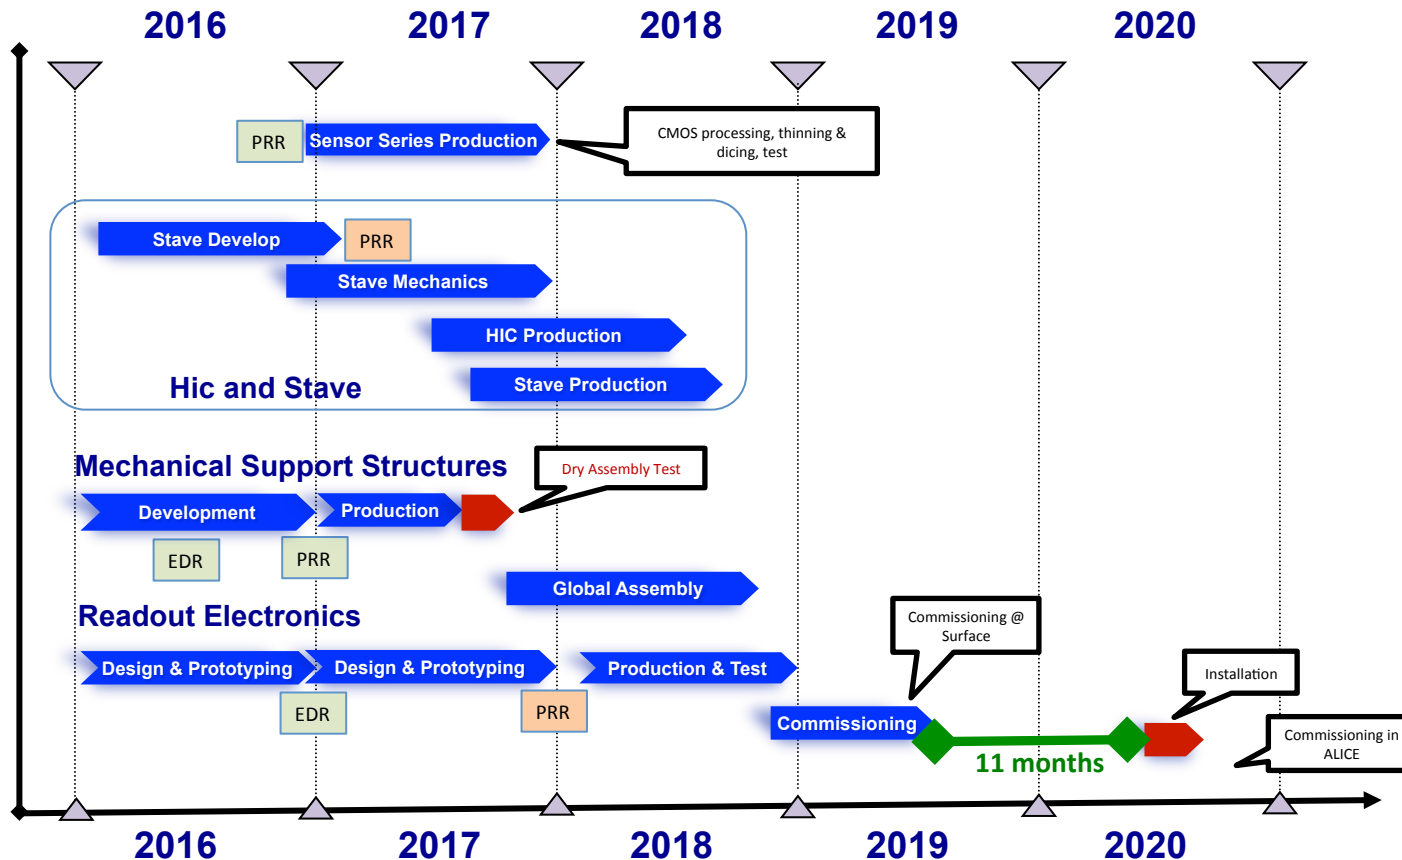 2016
2017
2018
2019
2020
PRR
Sensor Series Production
CMOS processing, thinning &
dicing, test
Stave Develop
PRR
Stave Mechanics
HIC Production
Stave Production
Hic and Stave
Mechanical Support Structures
Dry Assembly Test
Development
Production
EDR
PRR
Global Assembly
Readout Electronics
Commissioning @
Surface
Design & Prototyping
Design & Prototyping
Production & Test
Installation
EDR
PRR
Commissioning
11 months
Commissioning in
ALICE
2016
2017
2018
2019
2020